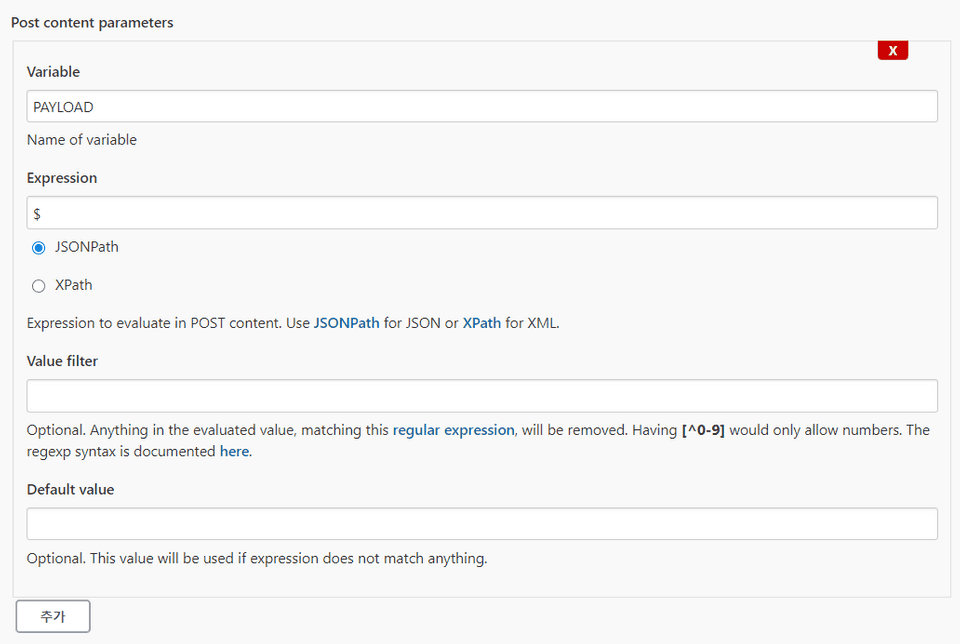 Post content parameters
X
Variable
PAYLOAD
Name of variable
Expression
$
JSONPath
XPath
Expression to evaluate in POST content. Use JSONPath for JSON or XPath for XML.
Value filter
Optional. Anything in the evaluated value, matching this regular expression, will be removed. Having [^0-9] would only allow numbers. The
regexp syntax is documented here.
Default value
Optional. This value will be used if expression does not match anything.
추가